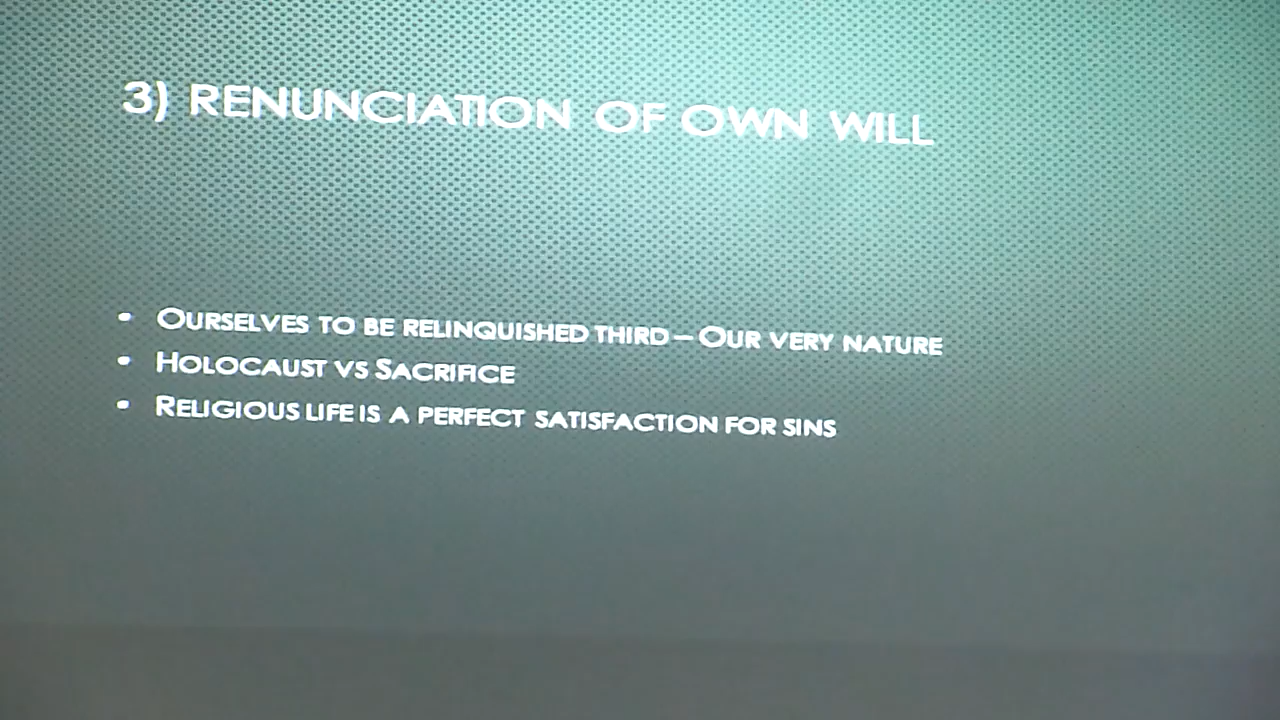 3) RENUNCIATION OF OWN WILL
• OURSELVES TO BE RELINQUISHED THIRD – OUR VERY NATURE
• HOLOCAUST VS SACRIFICE
• RELIGIOUS LIFE IS A PERFECT SATISFACTION FOR SINS